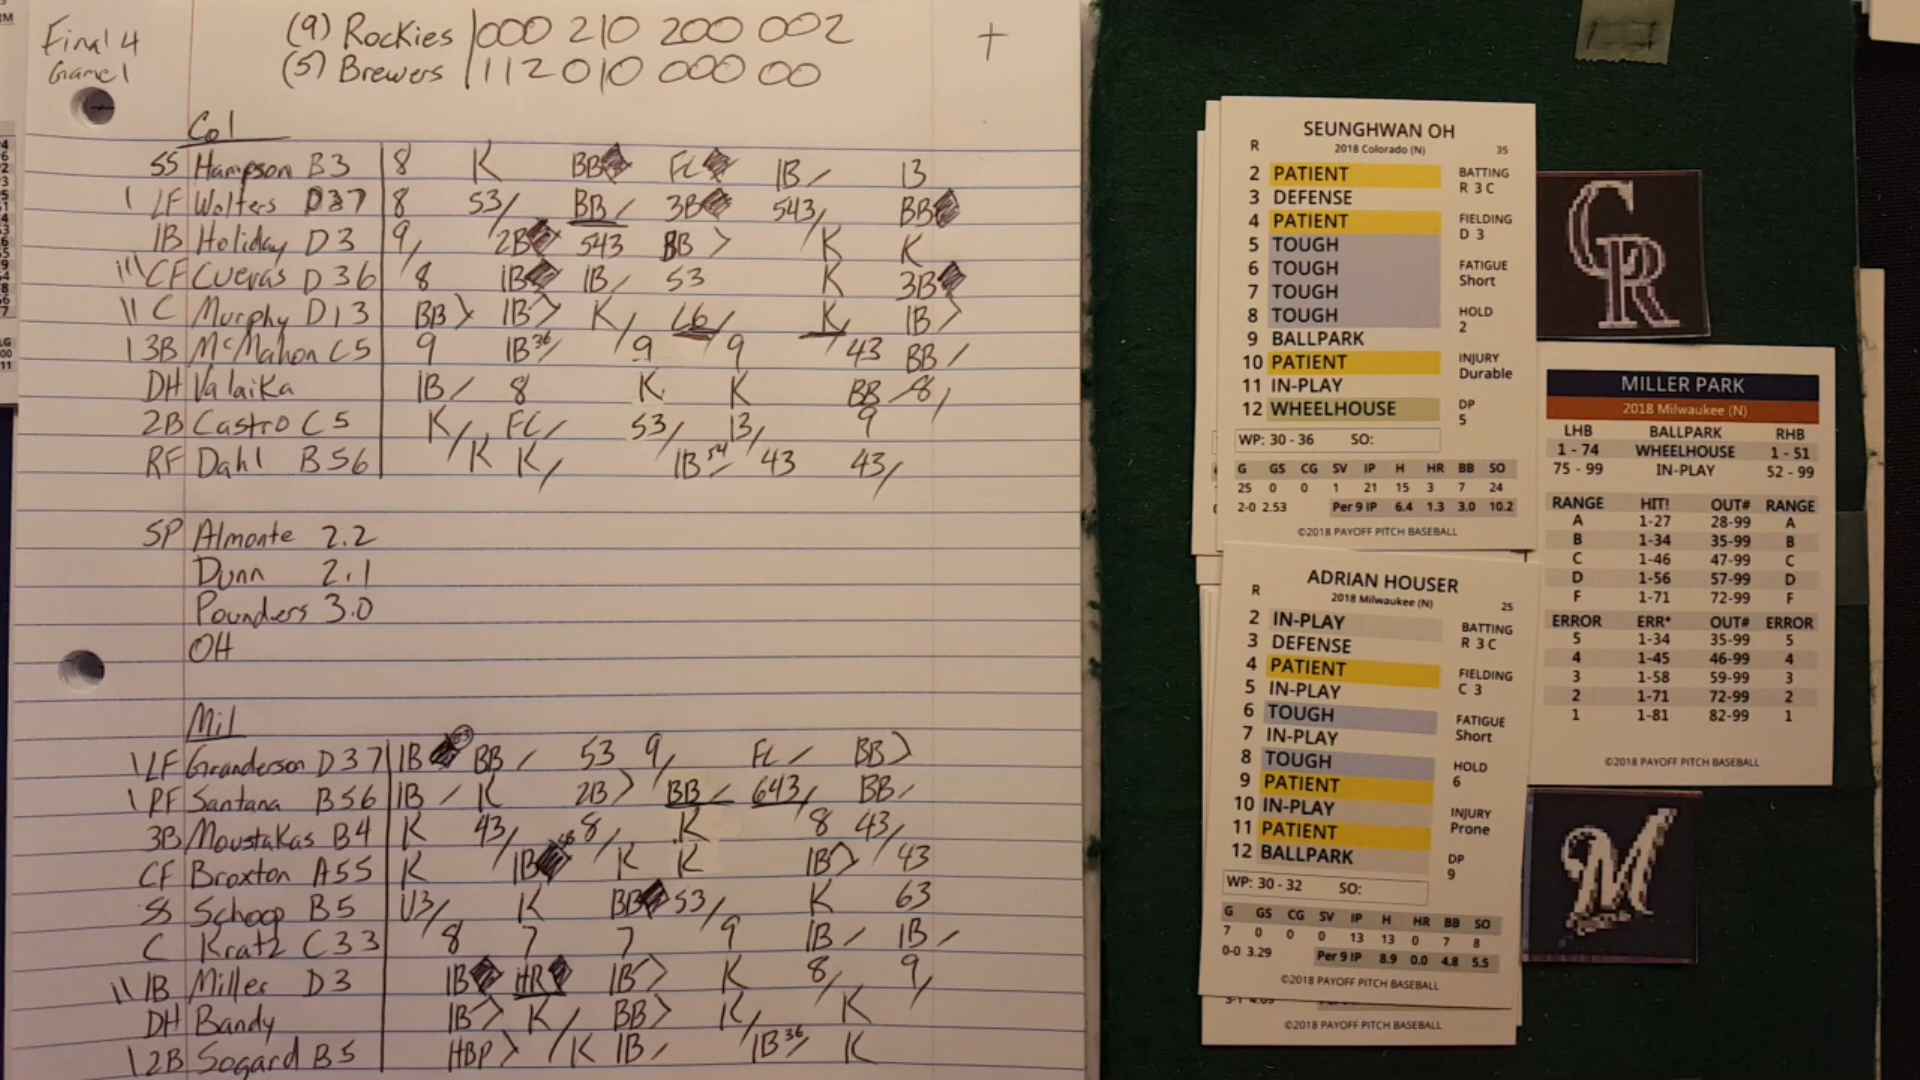 Final 4
Game 1
(9) Rockies 000 210 200 002
(5) Brewers 112 010 000 00
Col
SS Hampson B3 8 K BB FC 1B 13
LF Wolters D37 8 53 BB 3B 543 BB
1B Holiday D3 9 2B 543 BB K K
CF Cuevas D36 8 1B 1B 53 K 3B
C Murphy D13 BB 1B K L6 K 1B
3B McMahon C5 9 1B 36 9 9 43 BB
DH Valaika 1B 8 K K BB 8
2B Castro C5 K FC 53 13 9
RF Dahl B56 K K 1B 54 43 43
SP Almonte 2.2
Dunn 2.1
Pounders 3.0
OH
Mil
LF Granderson D37 1B BB 53 9 FC BB
RF Santana B56 1B K 2B BB 643 BB
3B Moustakas B4 K 43 8 K 8 43
CF Broxton A55 K 1B K K 1B 43
SS Schoop B5 U3 K BB 53 K 63
C Kratz C33 8 7 7 9 1B 1B
1B Miller D3 1B HR 1B K 8 9
DH Bandy 1B K BB K K
2B Sogard B5 HBP K 1B 1B 36 K
SEUNGHWAN OH
R 2018 Colorado (N) 35
2 PATIENT
3 DEFENSE
4 PATIENT
5 TOUGH
6 TOUGH
7 TOUGH
8 TOUGH
9 BALLPARK
10 PATIENT
11 IN-PLAY
12 WHEELHOUSE
BATTING
R 3 C
FIELDING
D 3
FATIGUE
Short
HOLD
2
INJURY
Durable
DP
5
WP: 30 - 36 SO:
G GS CG SV IP H HR BB SO
25 0 0 1 21 15 3 7 24
2-0 2.53 Per 9 IP 6.4 1.3 3.0 10.2
©2018 PAYOFF PITCH BASEBALL
CR
MILLER PARK
2018 Milwaukee (N)
LHB BALLPARK RHB
1 - 74 WHEELHOUSE 1 - 51
75 - 99 IN-PLAY 52 - 99
RANGE HIT! OUT# RANGE
A 1-27 28-99 A
B 1-34 35-99 B
C 1-46 47-99 C
D 1-56 57-99 D
F 1-71 72-99 F
ERROR ERR* OUT# ERROR
5 1-34 35-99 5
4 1-45 46-99 4
3 1-58 59-99 3
2 1-71 72-99 2
1 1-81 82-99 1
©2018 PAYOFF PITCH BASEBALL
ADRIAN HOUSER
R 2018 Milwaukee (N) 25
2 IN-PLAY
3 DEFENSE
4 PATIENT
5 IN-PLAY
6 TOUGH
7 IN-PLAY
8 TOUGH
9 PATIENT
10 IN-PLAY
11 PATIENT
12 BALLPARK
BATTING
R 3 C
FIELDING
C 3
FATIGUE
Short
HOLD
6
INJURY
Prone
DP
9
WP: 30 - 32 SO:
G GS CG SV IP H HR BB SO
7 0 0 0 13 13 0 7 8
0-0 3.29 Per 9 IP 8.9 0.0 4.8 5.5
©2018 PAYOFF PITCH BASEBALL
©2018 PAYOFF PITCH BASEBALL
M